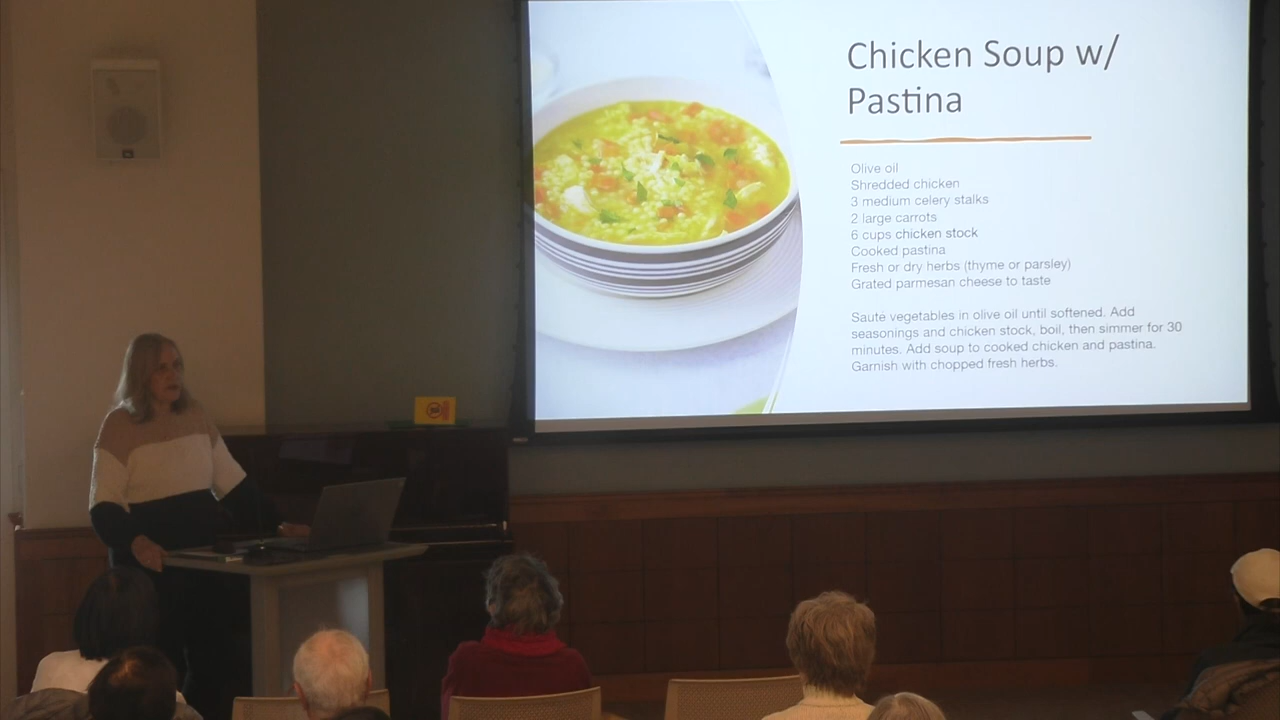 Chicken Soup w/
Pastina
Olive oil
Shredded chicken
3 medium celery stalks
2 large carrots
6 cups chicken stock
Cooked pastina
Fresh or dry herbs (thyme or parsley)
Grated parmesan cheese to taste
Sauté vegetables in olive oil until softened. Add
seasonings and chicken stock, boil, then simmer for 30
minutes. Add soup to cooked chicken and pastina.
Garnish with chopped fresh herbs.